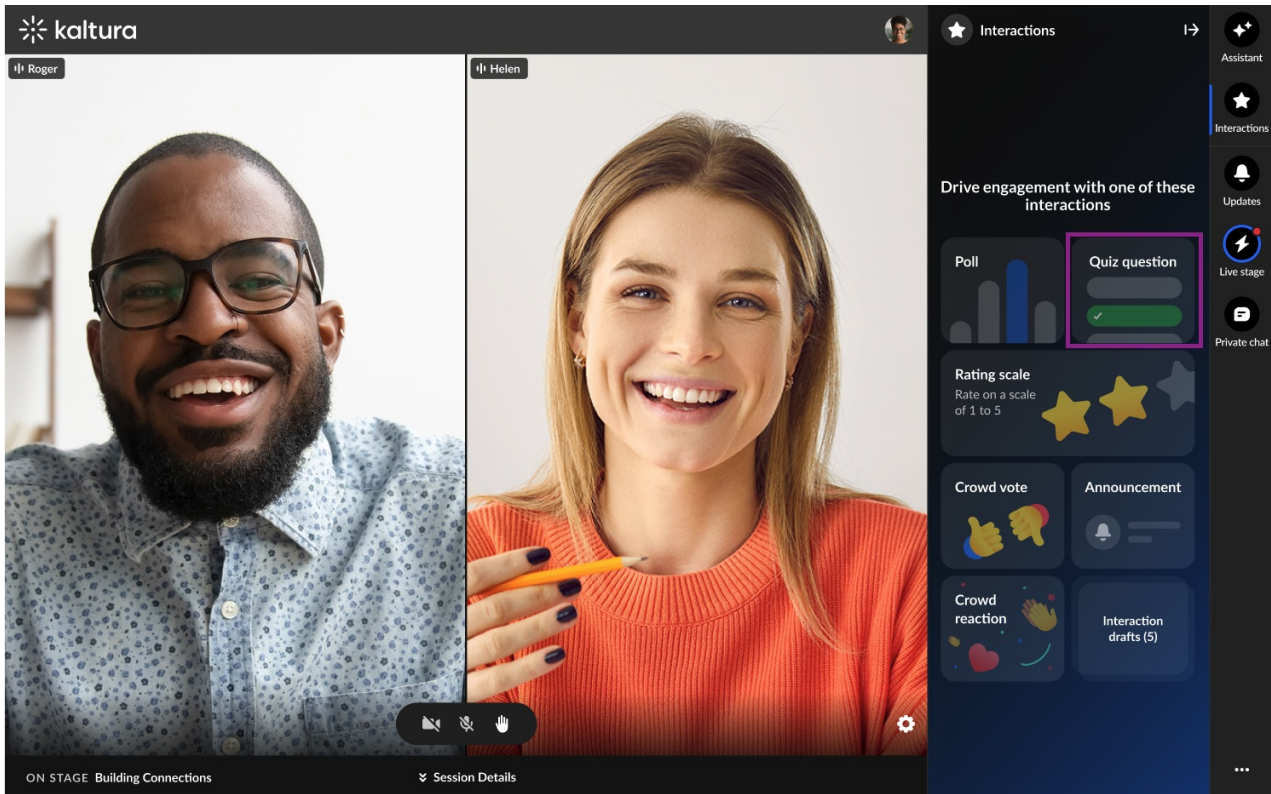 kaltura
Roger
Helen
ON STAGE Building Connections
Session Details
Interactions
Drive engagement with one of these
interactions
Poll
Quiz question
Rating scale
Rate on a scale
of 1 to 5
Crowd vote
Announcement
Crowd
reaction
Interaction
drafts (5)
Assistant
Interactions
Updates
Live stage
Private chat